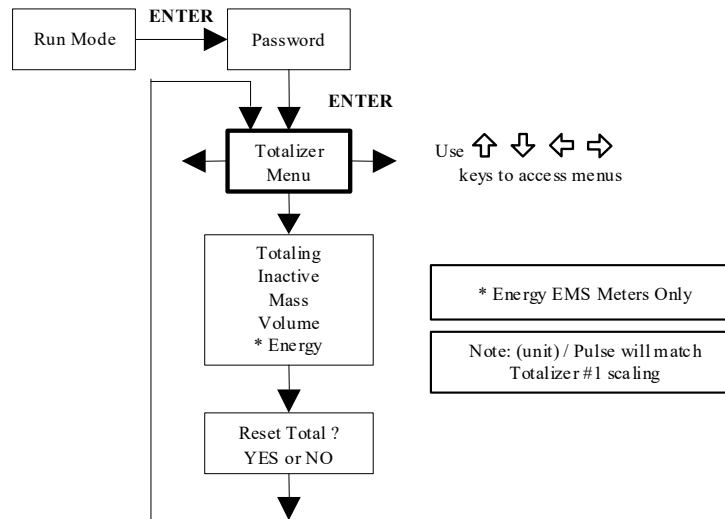 ENTER
Run Mode
Password
ENTER
Totalizer
Menu
Use
keys to access menus
Totaling
Inactive
Mass
Volume
* Energy
* Energy EMS Meters Only
Note: (unit) / Pulse will match
Totalizer #1 scaling
Reset Total ?
YES or NO